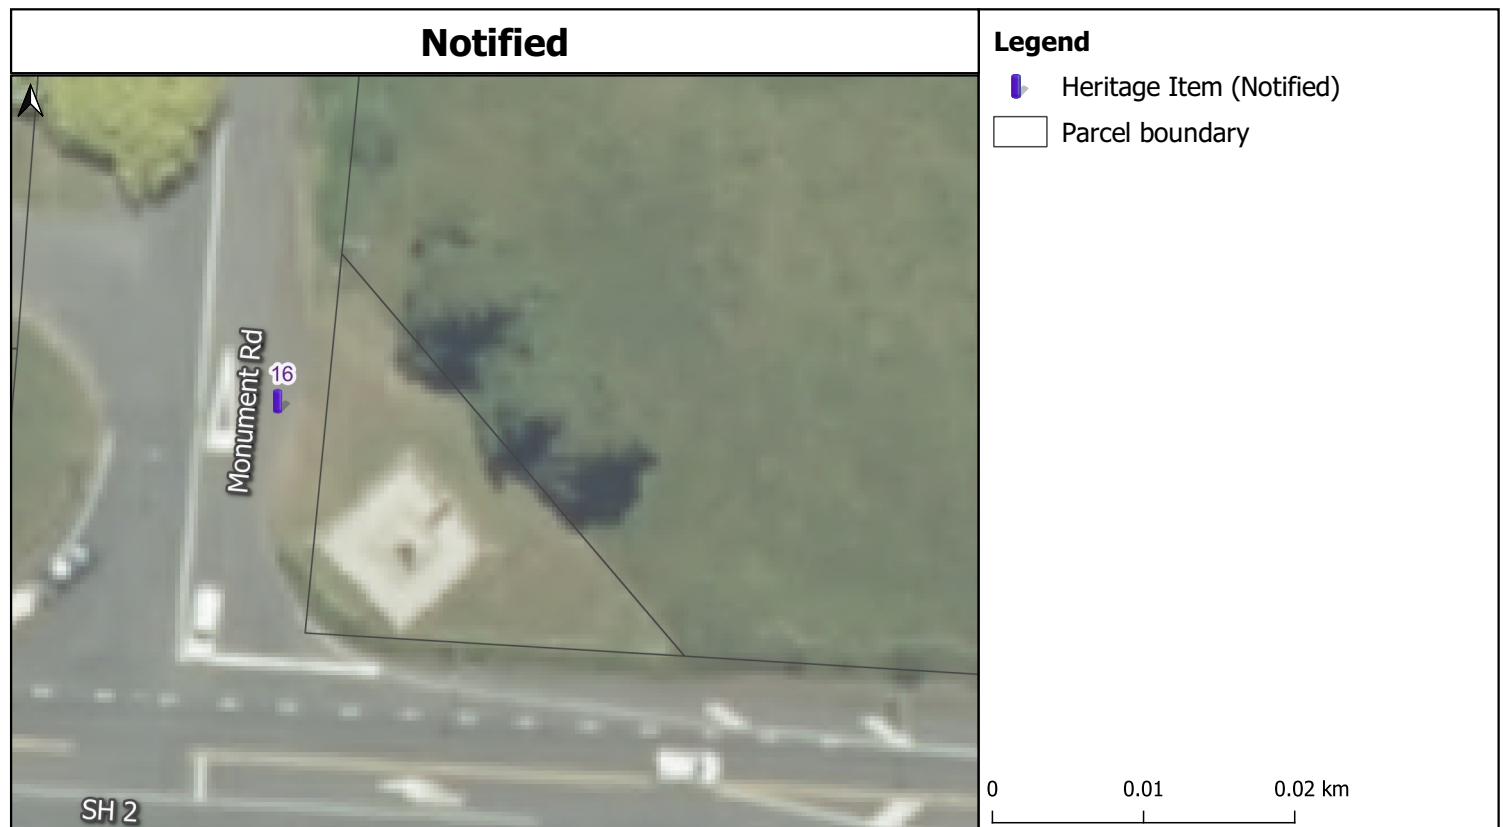 Notified
Legend
Heritage Item (Notified)
Parcel boundary
16
Monument Rd
SH 2
0 0.01 0.02 km